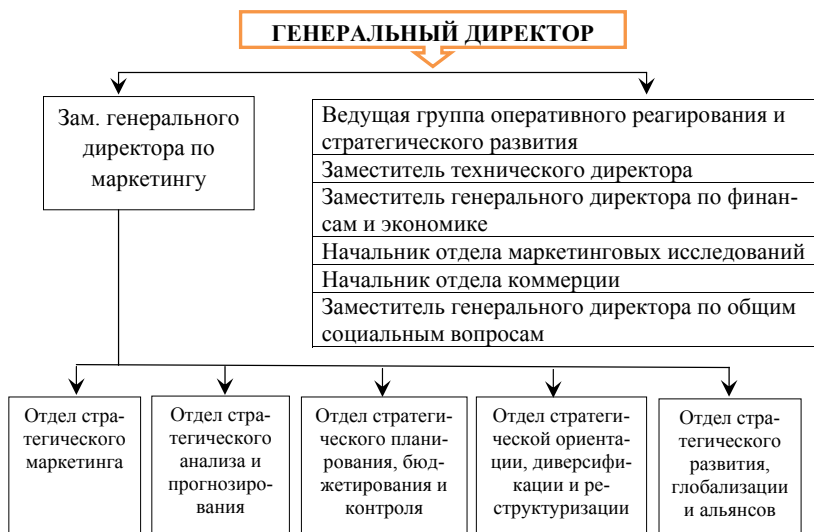 ГЕНЕРАЛЬНЫЙ ДИРЕКТОР
Зам. генерального
директора по
маркетингу
Ведущая группа оперативного реагирования и
стратегического развития
Заместитель технического директора
Заместитель генерального директора по финан-
сам и экономике
Начальник отдела маркетинговых исследований
Начальник отдела коммерции
Заместитель генерального директора по общим
социальным вопросам
Отдел стра-
тегического
маркетинга
Отдел стра-
тегического
анализа и
прогнозиро-
вания
Отдел стратеги-
ческого плани-
рования, бюд-
жетирования и
контроля
Отдел стратеги-
ческой ориента-
ции, диверсифи-
кации и ре-
структуризации
Отдел стра-
тегического
развития,
глобализации
и альянсов